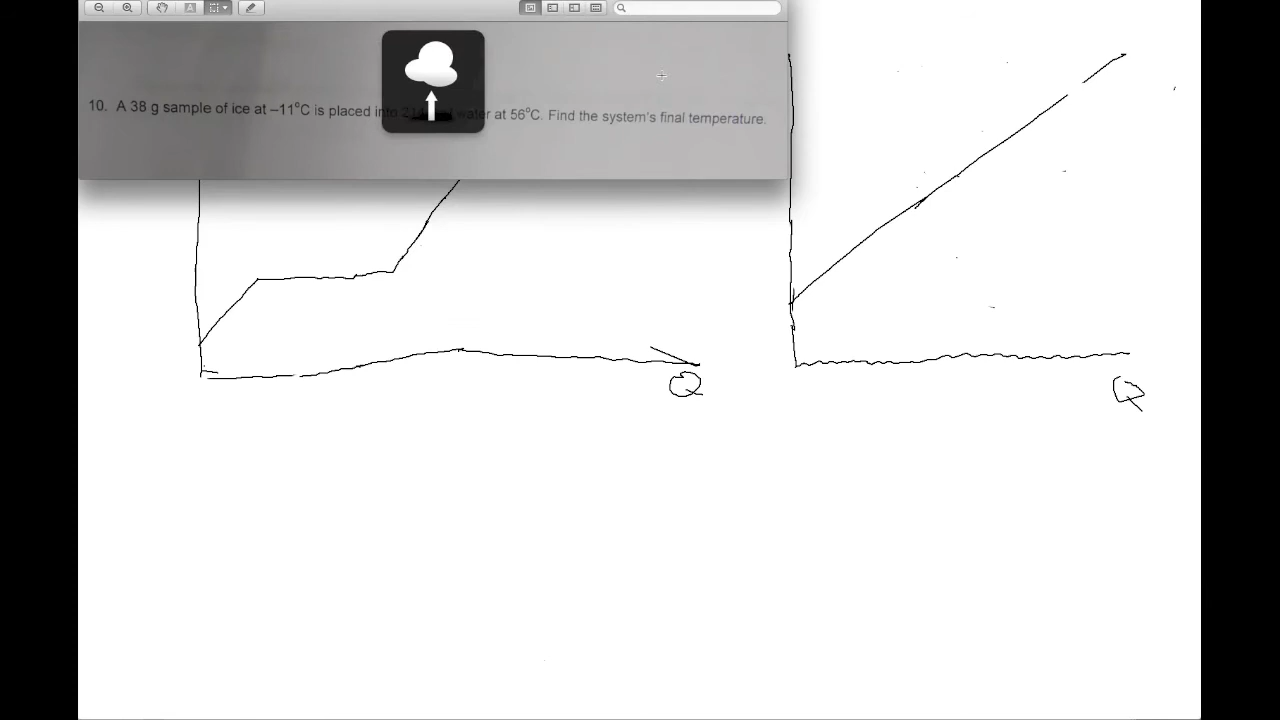 10. A 38 g sample of ice at –11°C is placed into water at 56°C. Find the system's final temperature.
Q
Q